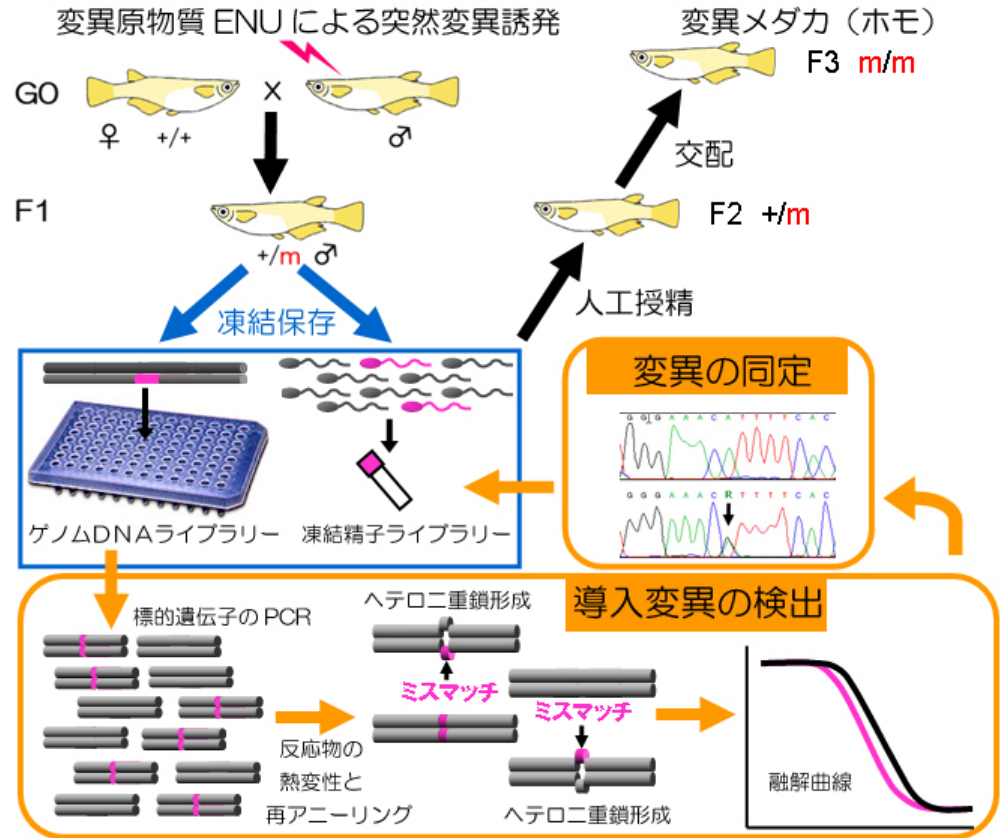 変異原物質 ENU による突然変異誘発
G0
X
♀ +/+
♂
F1
+/m ♂
凍結保存
変異メダカ(ホモ)
F3 m/m
交配
F2 +/m
人工授精
ゲノムDNAライブラリー
凍結精子ライブラリー
変異の同定
G G G A A A C A T T T T C A C
G G G A A A C R T T T T C A C
導入変異の検出
標的遺伝子の PCR
反応物の
熱変性と
再アニーリング
ヘテロ二重鎖形成
ミスマッチ
ミスマッチ
ヘテロ二重鎖形成
融解曲線